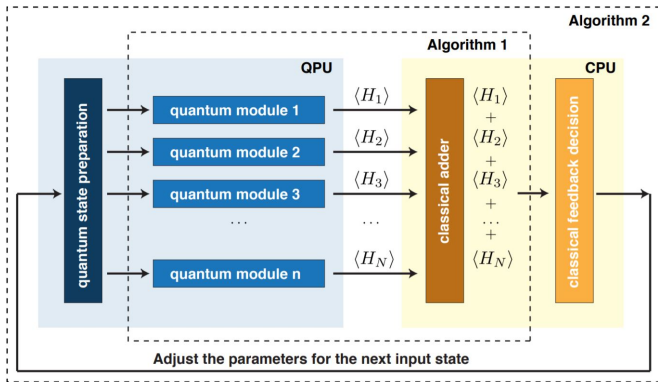 Algorithm 2
Algorithm 1
QPU
CPU
quantum state preparation
quantum module 1
quantum module 2
quantum module 3
...
quantum module n
⟨H₁⟩
⟨H₂⟩
⟨H₃⟩
...
⟨H_N⟩
classical adder
⟨H₁⟩
+
⟨H₂⟩
+
⟨H₃⟩
+
...
+
⟨H_N⟩
classical feedback decision
Adjust the parameters for the next input state